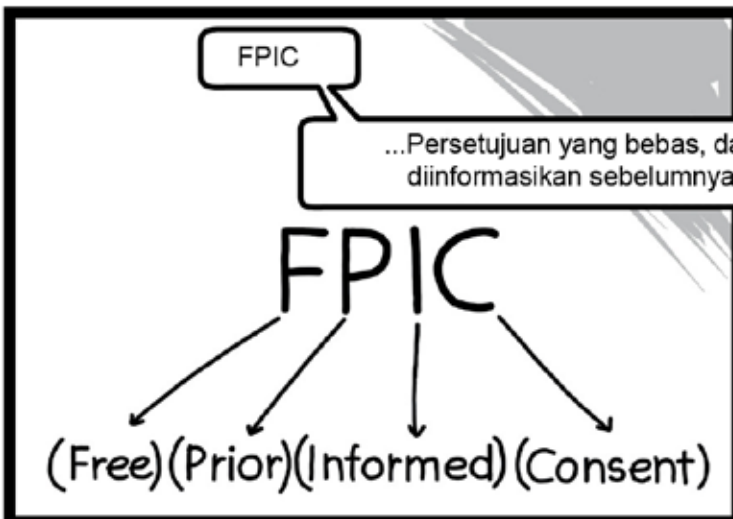 FPIC
...Persetujuan yang bebas,
diinformasikan sebelumnya
FPIC
(Free)(Prior)(Informed)(Consent)